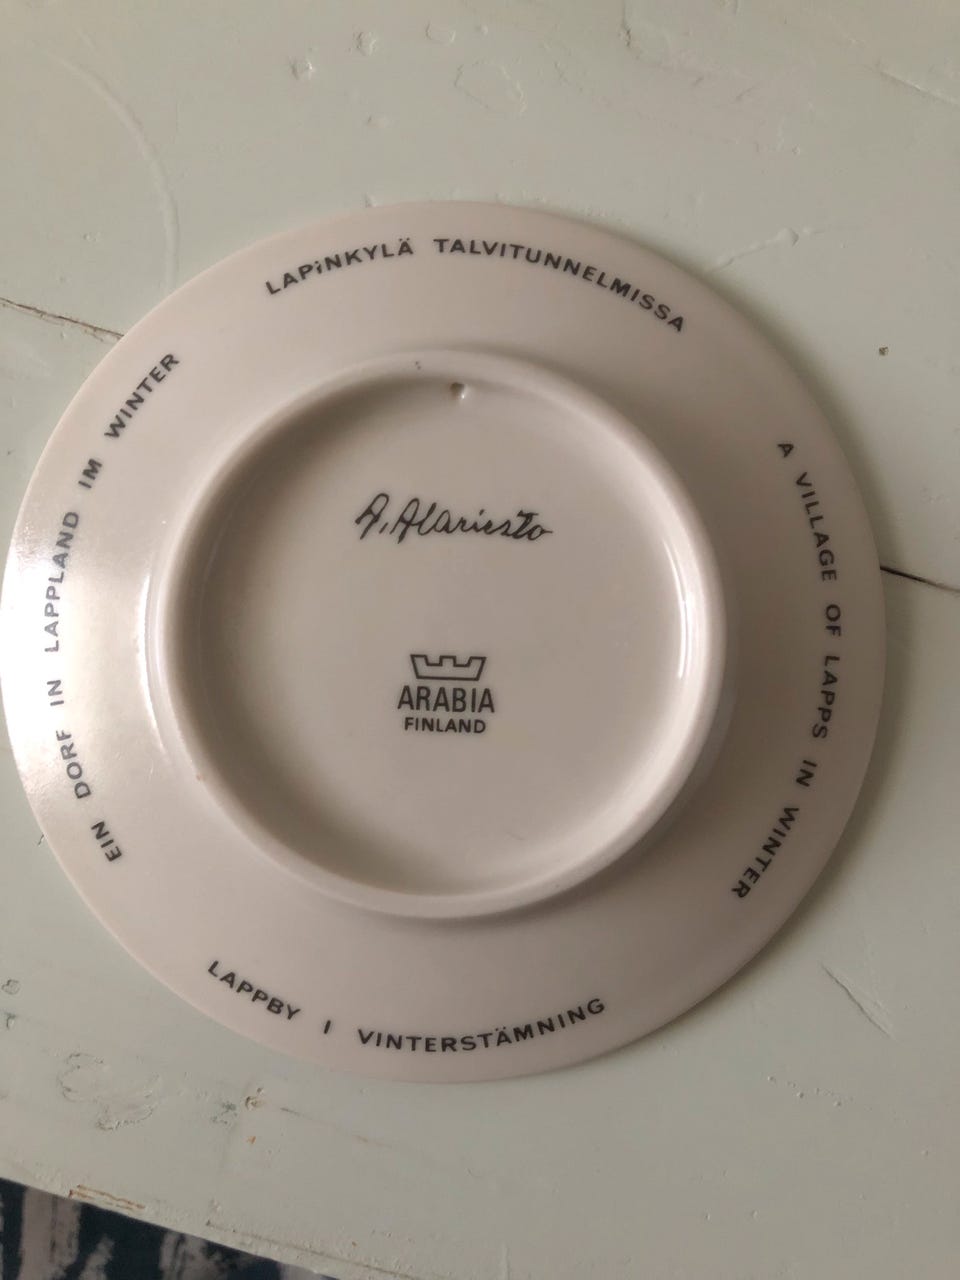 LAPiNKYLÄ TALVITUNNELMISSA
A VILLAGE OF LAPPS IN WINTER
LAPPBY I VINTERSTÄMNING
EIN DORF IN LAPPLAND IM WINTER
A. Alariesto
ARABIA
FINLAND